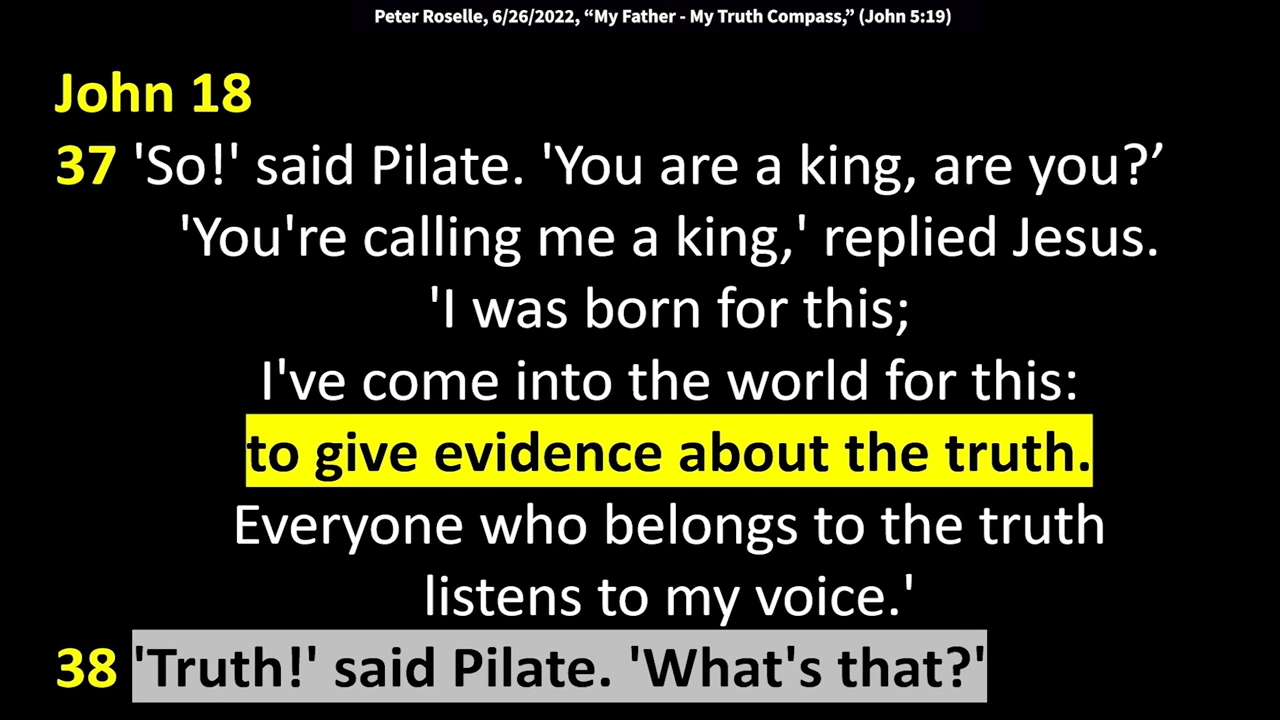 Peter Roselle, 6/26/2022, “My Father - My Truth Compass,” (John 5:19)
John 18
37 'So!' said Pilate. 'You are a king, are you?’
'You're calling me a king,' replied Jesus.
'I was born for this;
I've come into the world for this:
to give evidence about the truth.
Everyone who belongs to the truth
listens to my voice.'
38 'Truth!' said Pilate. 'What's that?'